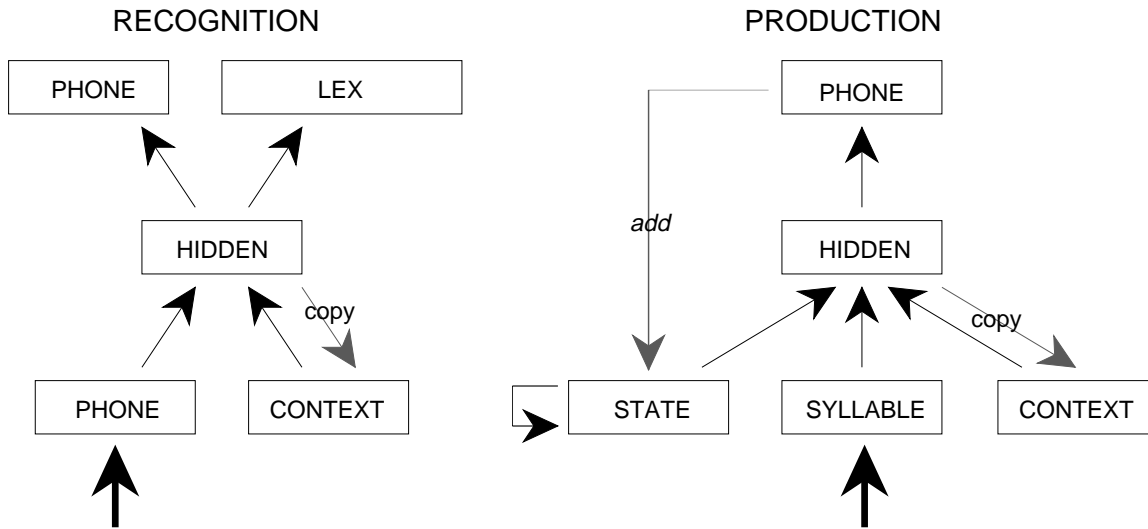 RECOGNITION
PHONE
LEX
HIDDEN
copy
PHONE
CONTEXT
PRODUCTION
PHONE
add
HIDDEN
copy
STATE
SYLLABLE
CONTEXT